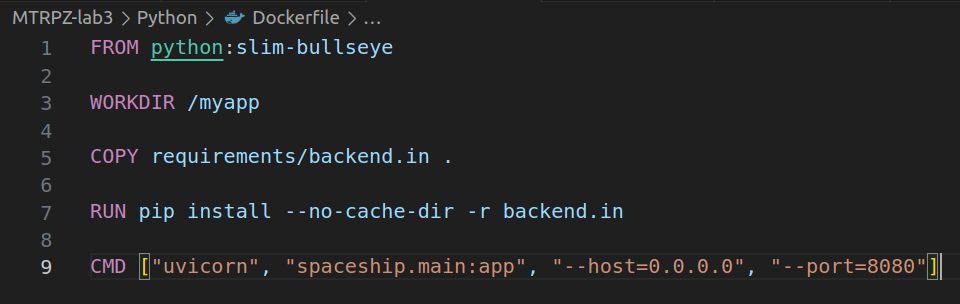 MTRPZ-lab3 > Python > Dockerfile > ...
1 FROM python:slim-bullseye
2
3 WORKDIR /myapp
4
5 COPY requirements/backend.in .
6
7 RUN pip install --no-cache-dir -r backend.in
8
9 CMD ["uvicorn", "spaceship.main:app", "--host=0.0.0.0", "--port=8080"]